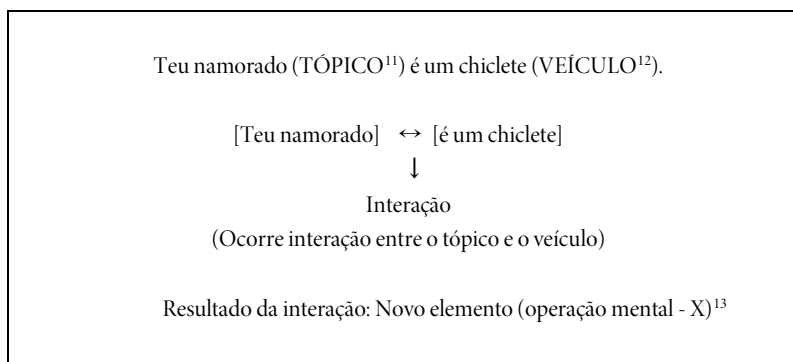 Teu namorado (TÓPICO¹¹) é um chiclete (VEÍCULO¹²).
[Teu namorado] ↔ [é um chiclete]
↓
Interação
(Ocorre interação entre o tópico e o veículo)
Resultado da interação: Novo elemento (operação mental - X)¹³